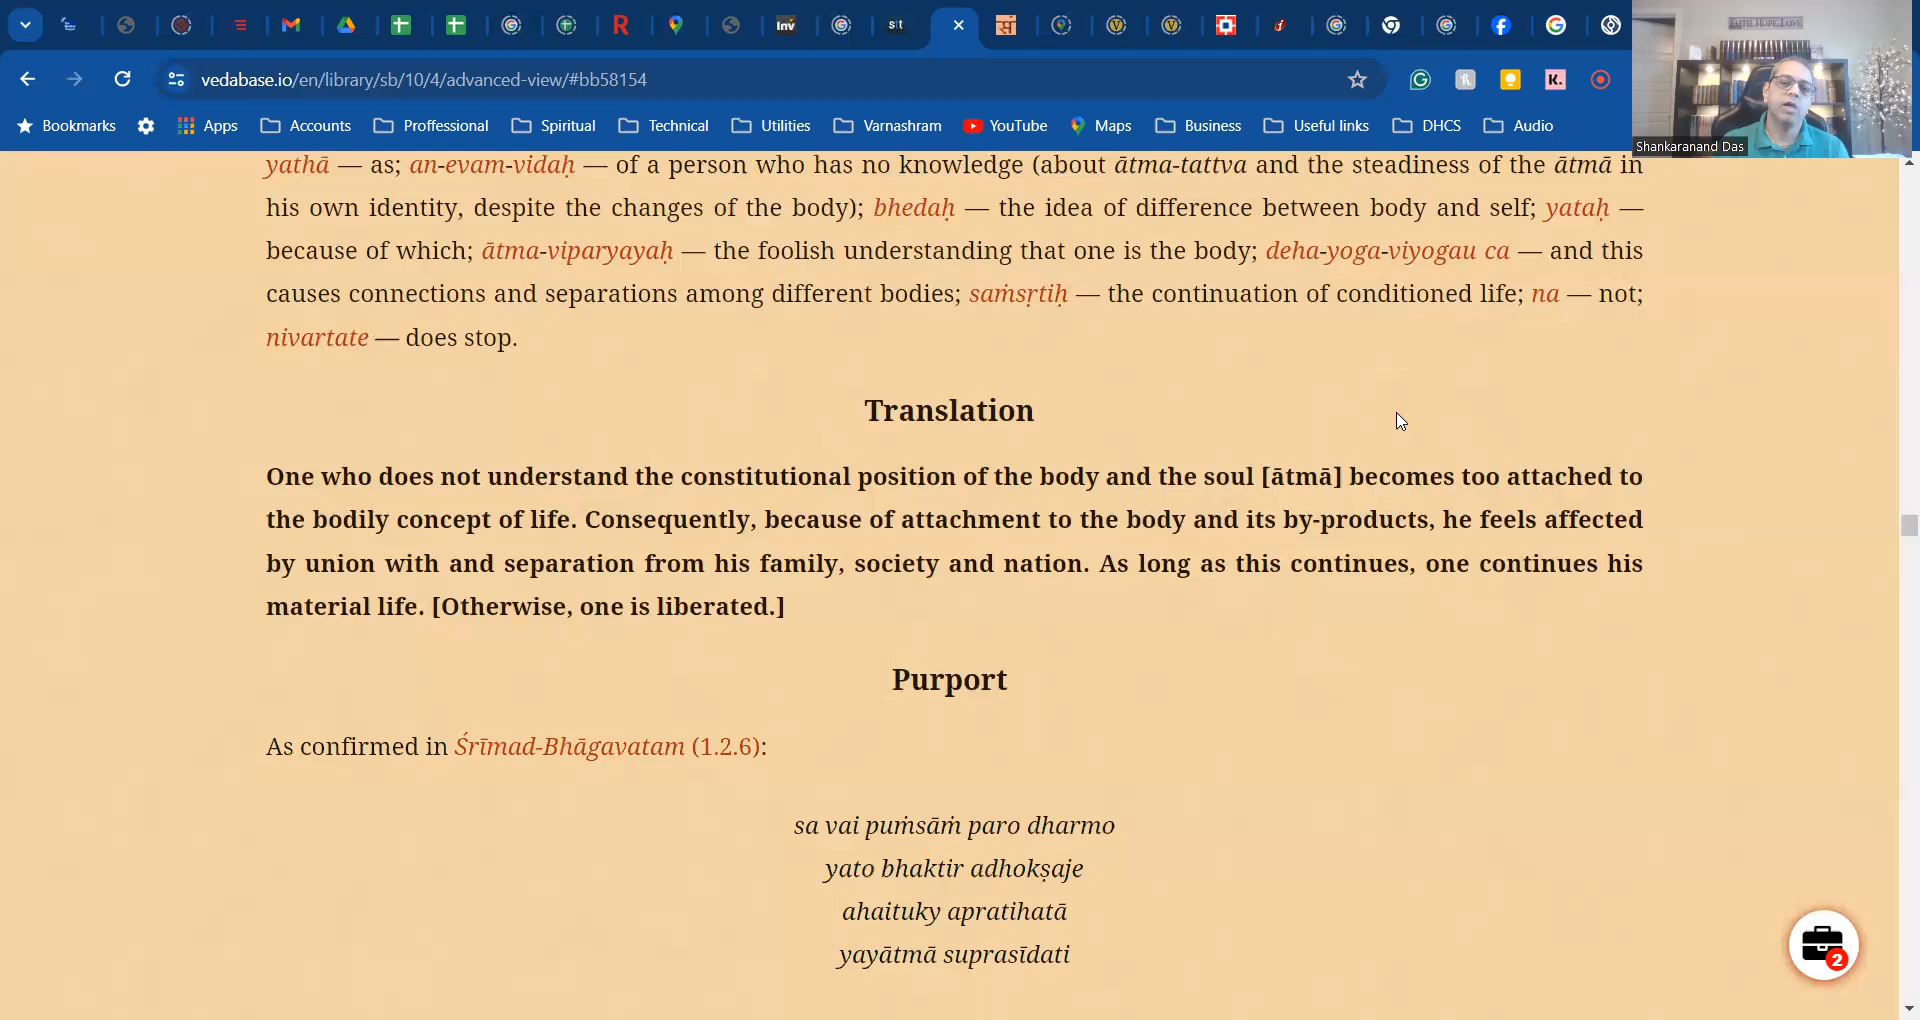 Inv
R
st
vedabase.io/en/library/sb/10/4/advanced-view/#bb58154
K.
FAITH HOPE LOVE
Bookmarks Apps Accounts Proffessional Spiritual Technical Utilities Varnashram YouTube Maps Business Useful links DHCS Audio
Shankaranand Das
yathā — as; an-evam-vidaḥ — of a person who has no knowledge (about ātma-tattva and the steadiness of the ātmā in
his own identity, despite the changes of the body); bhedaḥ — the idea of difference between body and self; yataḥ —
because of which; ātma-viparyayaḥ — the foolish understanding that one is the body; deha-yoga-viyogau ca — and this
causes connections and separations among different bodies; saṁsṛtiḥ — the continuation of conditioned life; na — not;
nivartate — does stop.
Translation
One who does not understand the constitutional position of the body and the soul [ātmā] becomes too attached to
the bodily concept of life. Consequently, because of attachment to the body and its by-products, he feels affected
by union with and separation from his family, society and nation. As long as this continues, one continues his
material life. [Otherwise, one is liberated.]
Purport
As confirmed in Śrīmad-Bhāgavatam (1.2.6):
sa vai puṁsāṁ paro dharmo
yato bhaktir adhokṣaje
ahaituky apratihatā
yayātmā suprasīdati
2